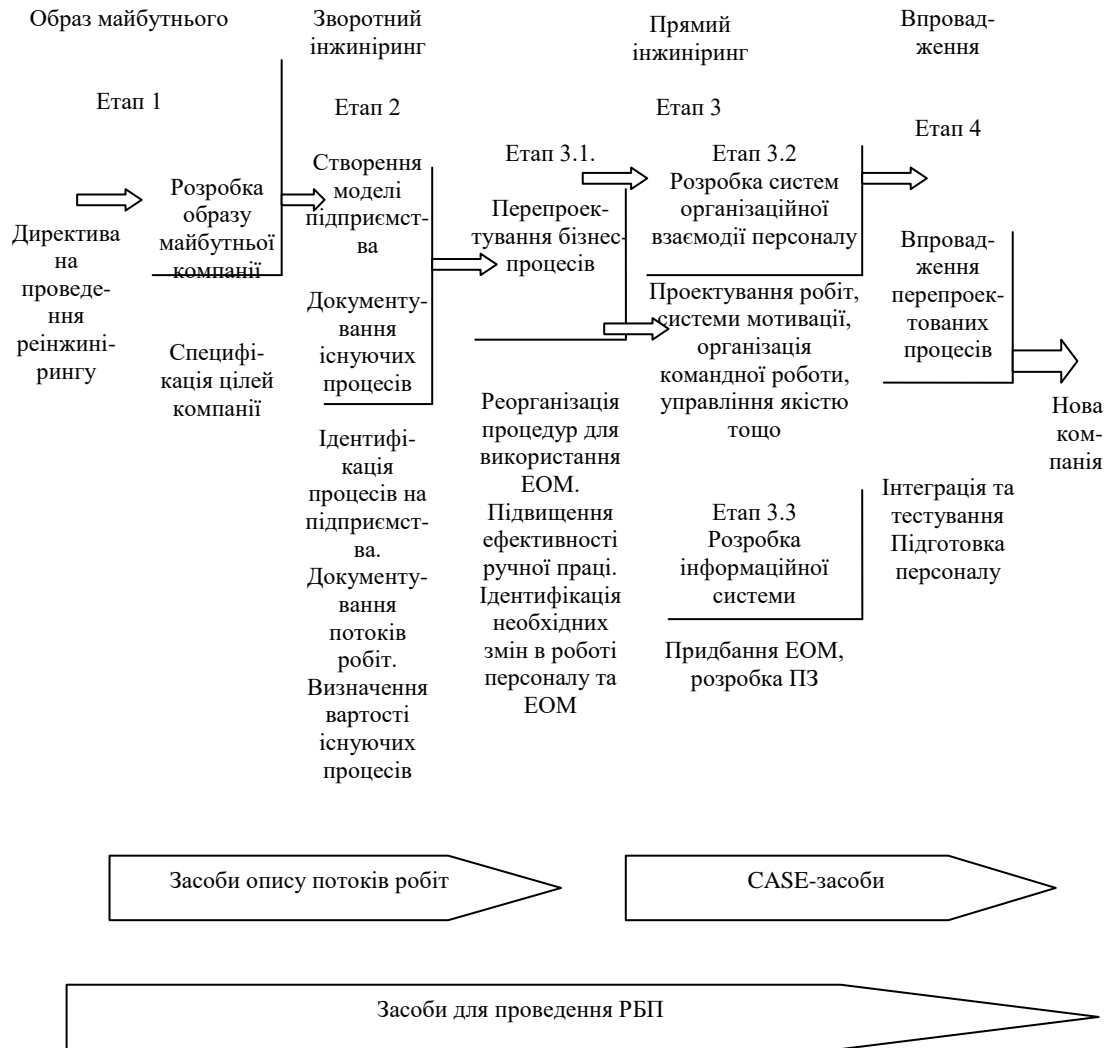 Образ майбутнього
Зворотний
інжиніринг
Прямий
інжиніринг
Впровад-
ження
Етап 1
Директива
на
проведе-
ння
реінжині-
рингу
Розробка
образу
майбутньої
компанії
Специфі-
кація цілей
компанії
Етап 2
Створення
моделі
підприємст-
ва
Документу-
вання
існуючих
процесів
Ідентифі-
кація
процесів на
підприємст-
ва.
Документу-
вання
потоків
робіт.
Визначення
вартості
існуючих
процесів
Етап 3
Етап 3.1.
Перепроек-
тування бізнес-
процесів
Реорганізація
процедур для
використання
ЕОМ.
Підвищення
ефективності
ручної праці.
Ідентифікація
необхідних
змін в роботі
персоналу та
ЕОМ
Етап 3.2
Розробка систем
організаційної
взаємодії персоналу
Проектування робіт,
системи мотивації,
організація
командної роботи,
управління якістю
тощо
Етап 3.3
Розробка
інформаційної
системи
Придбання ЕОМ,
розробка ПЗ
Етап 4
Впровад-
ження
перепроек-
тованих
процесів
Інтеграція та
тестування
Підготовка
персоналу
Нова
ком-
панія
Засоби опису потоків робіт
CASE-засоби
Засоби для проведення РБП